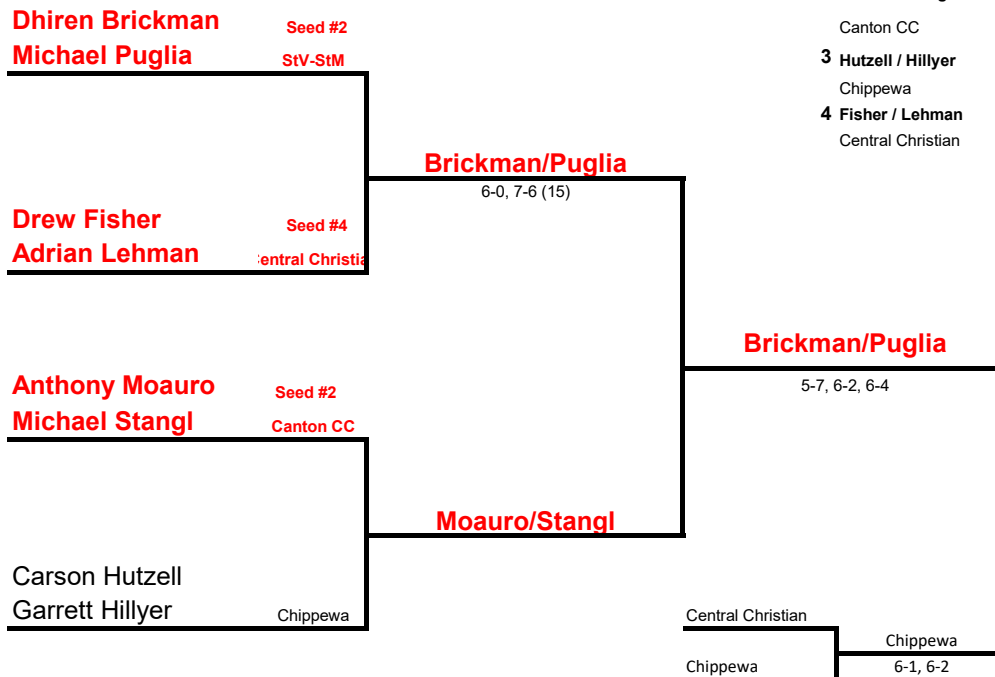 Dhiren Brickman Seed #2
Michael Puglia StV-StM
Canton CC
3 Hutzell / Hillyer
Chippewa
4 Fisher / Lehman
Central Christian
Brickman/Puglia
6-0, 7-6 (15)
Drew Fisher Seed #4
Adrian Lehman entral Christia
Brickman/Puglia
5-7, 6-2, 6-4
Anthony Moauro Seed #2
Michael Stangl Canton CC
Moauro/Stangl
Carson Hutzell
Garrett Hillyer Chippewa
Central Christian
Chippewa
Chippewa 6-1, 6-2